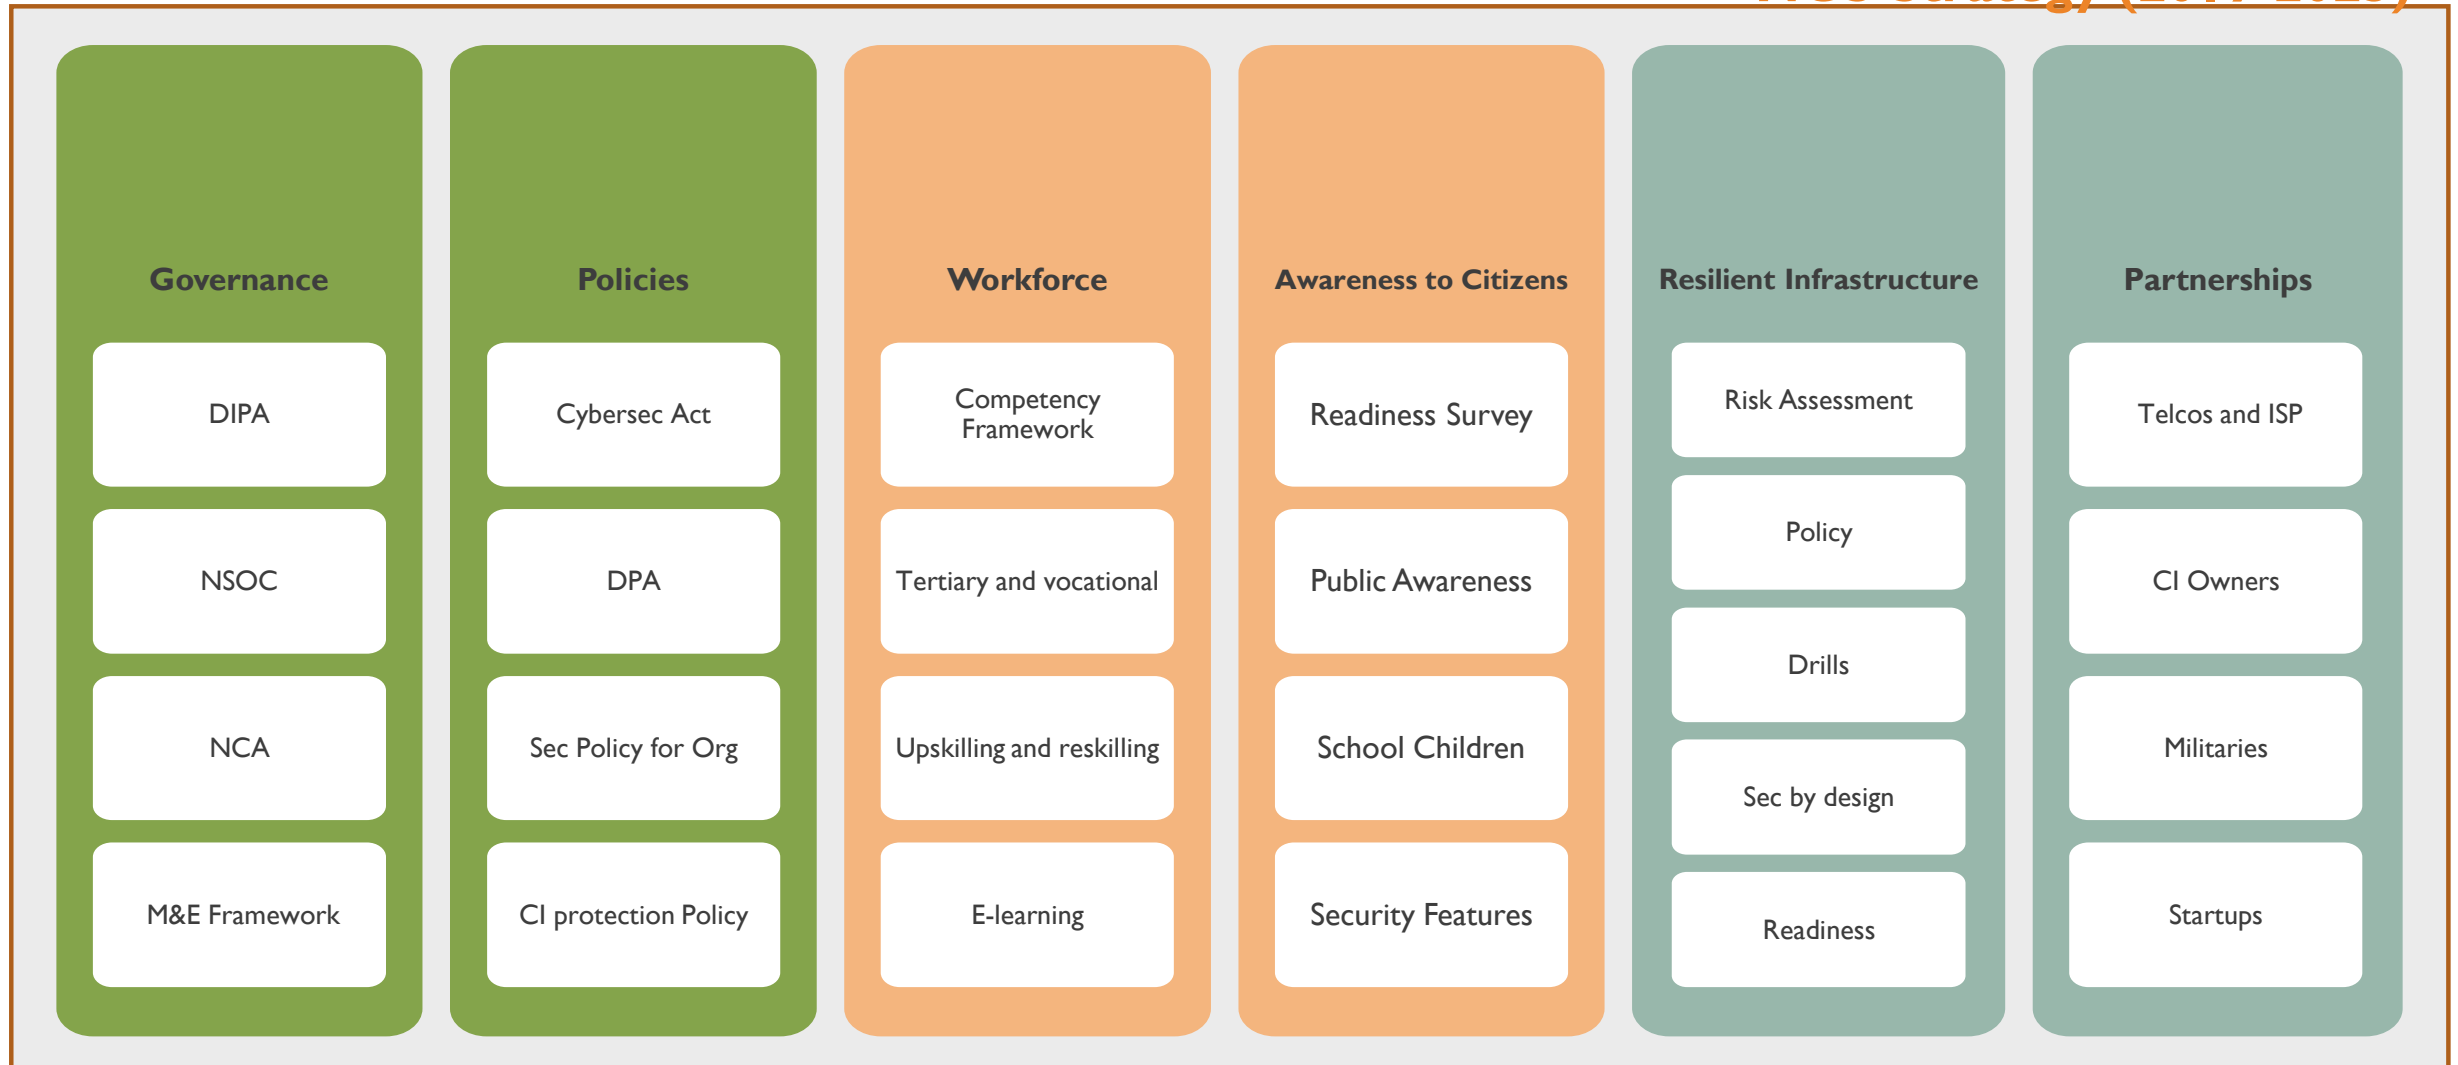 Governance
DIPA
NSOC
NCA
M&E Framework
Policies
Cybersec Act
DPA
Sec Policy for Org
CI protection Policy
Workforce
Competency
Framework
Tertiary and vocational
Upskilling and reskilling
E-learning
Awareness to Citizens
Readiness Survey
Public Awareness
School Children
Security Features
Resilient Infrastructure
Risk Assessment
Policy
Drills
Sec by design
Readiness
Partnerships
Telcos and ISP
CI Owners
Militaries
Startups